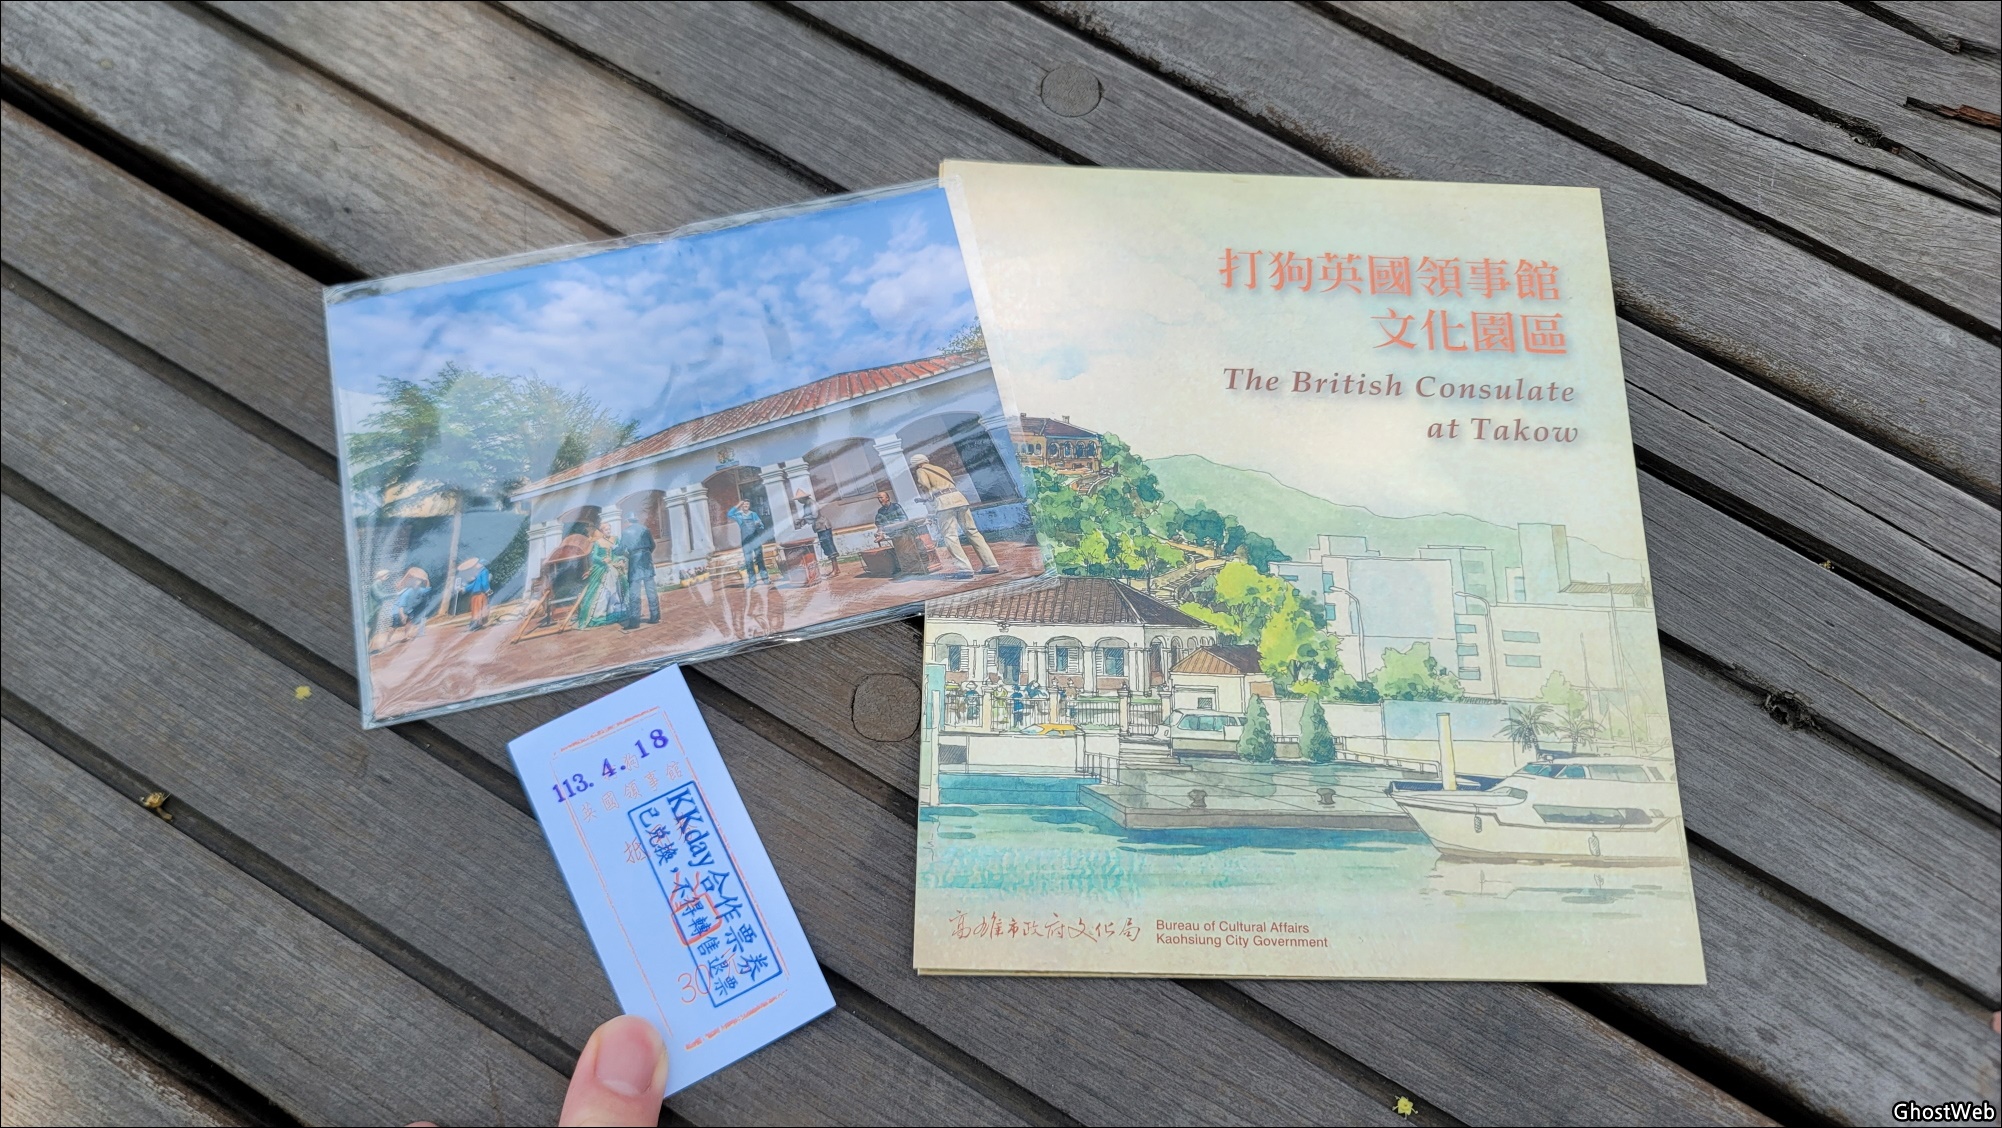 打狗英國領事館
文化園區
The British Consulate
at Takow
高雄市政府文化局
Bureau of Cultural Affairs
Kaohsiung City Government
113. 4. 18
英國領事館
KKday合作票券
已兌換，不得轉售退票
30
GhostWeb